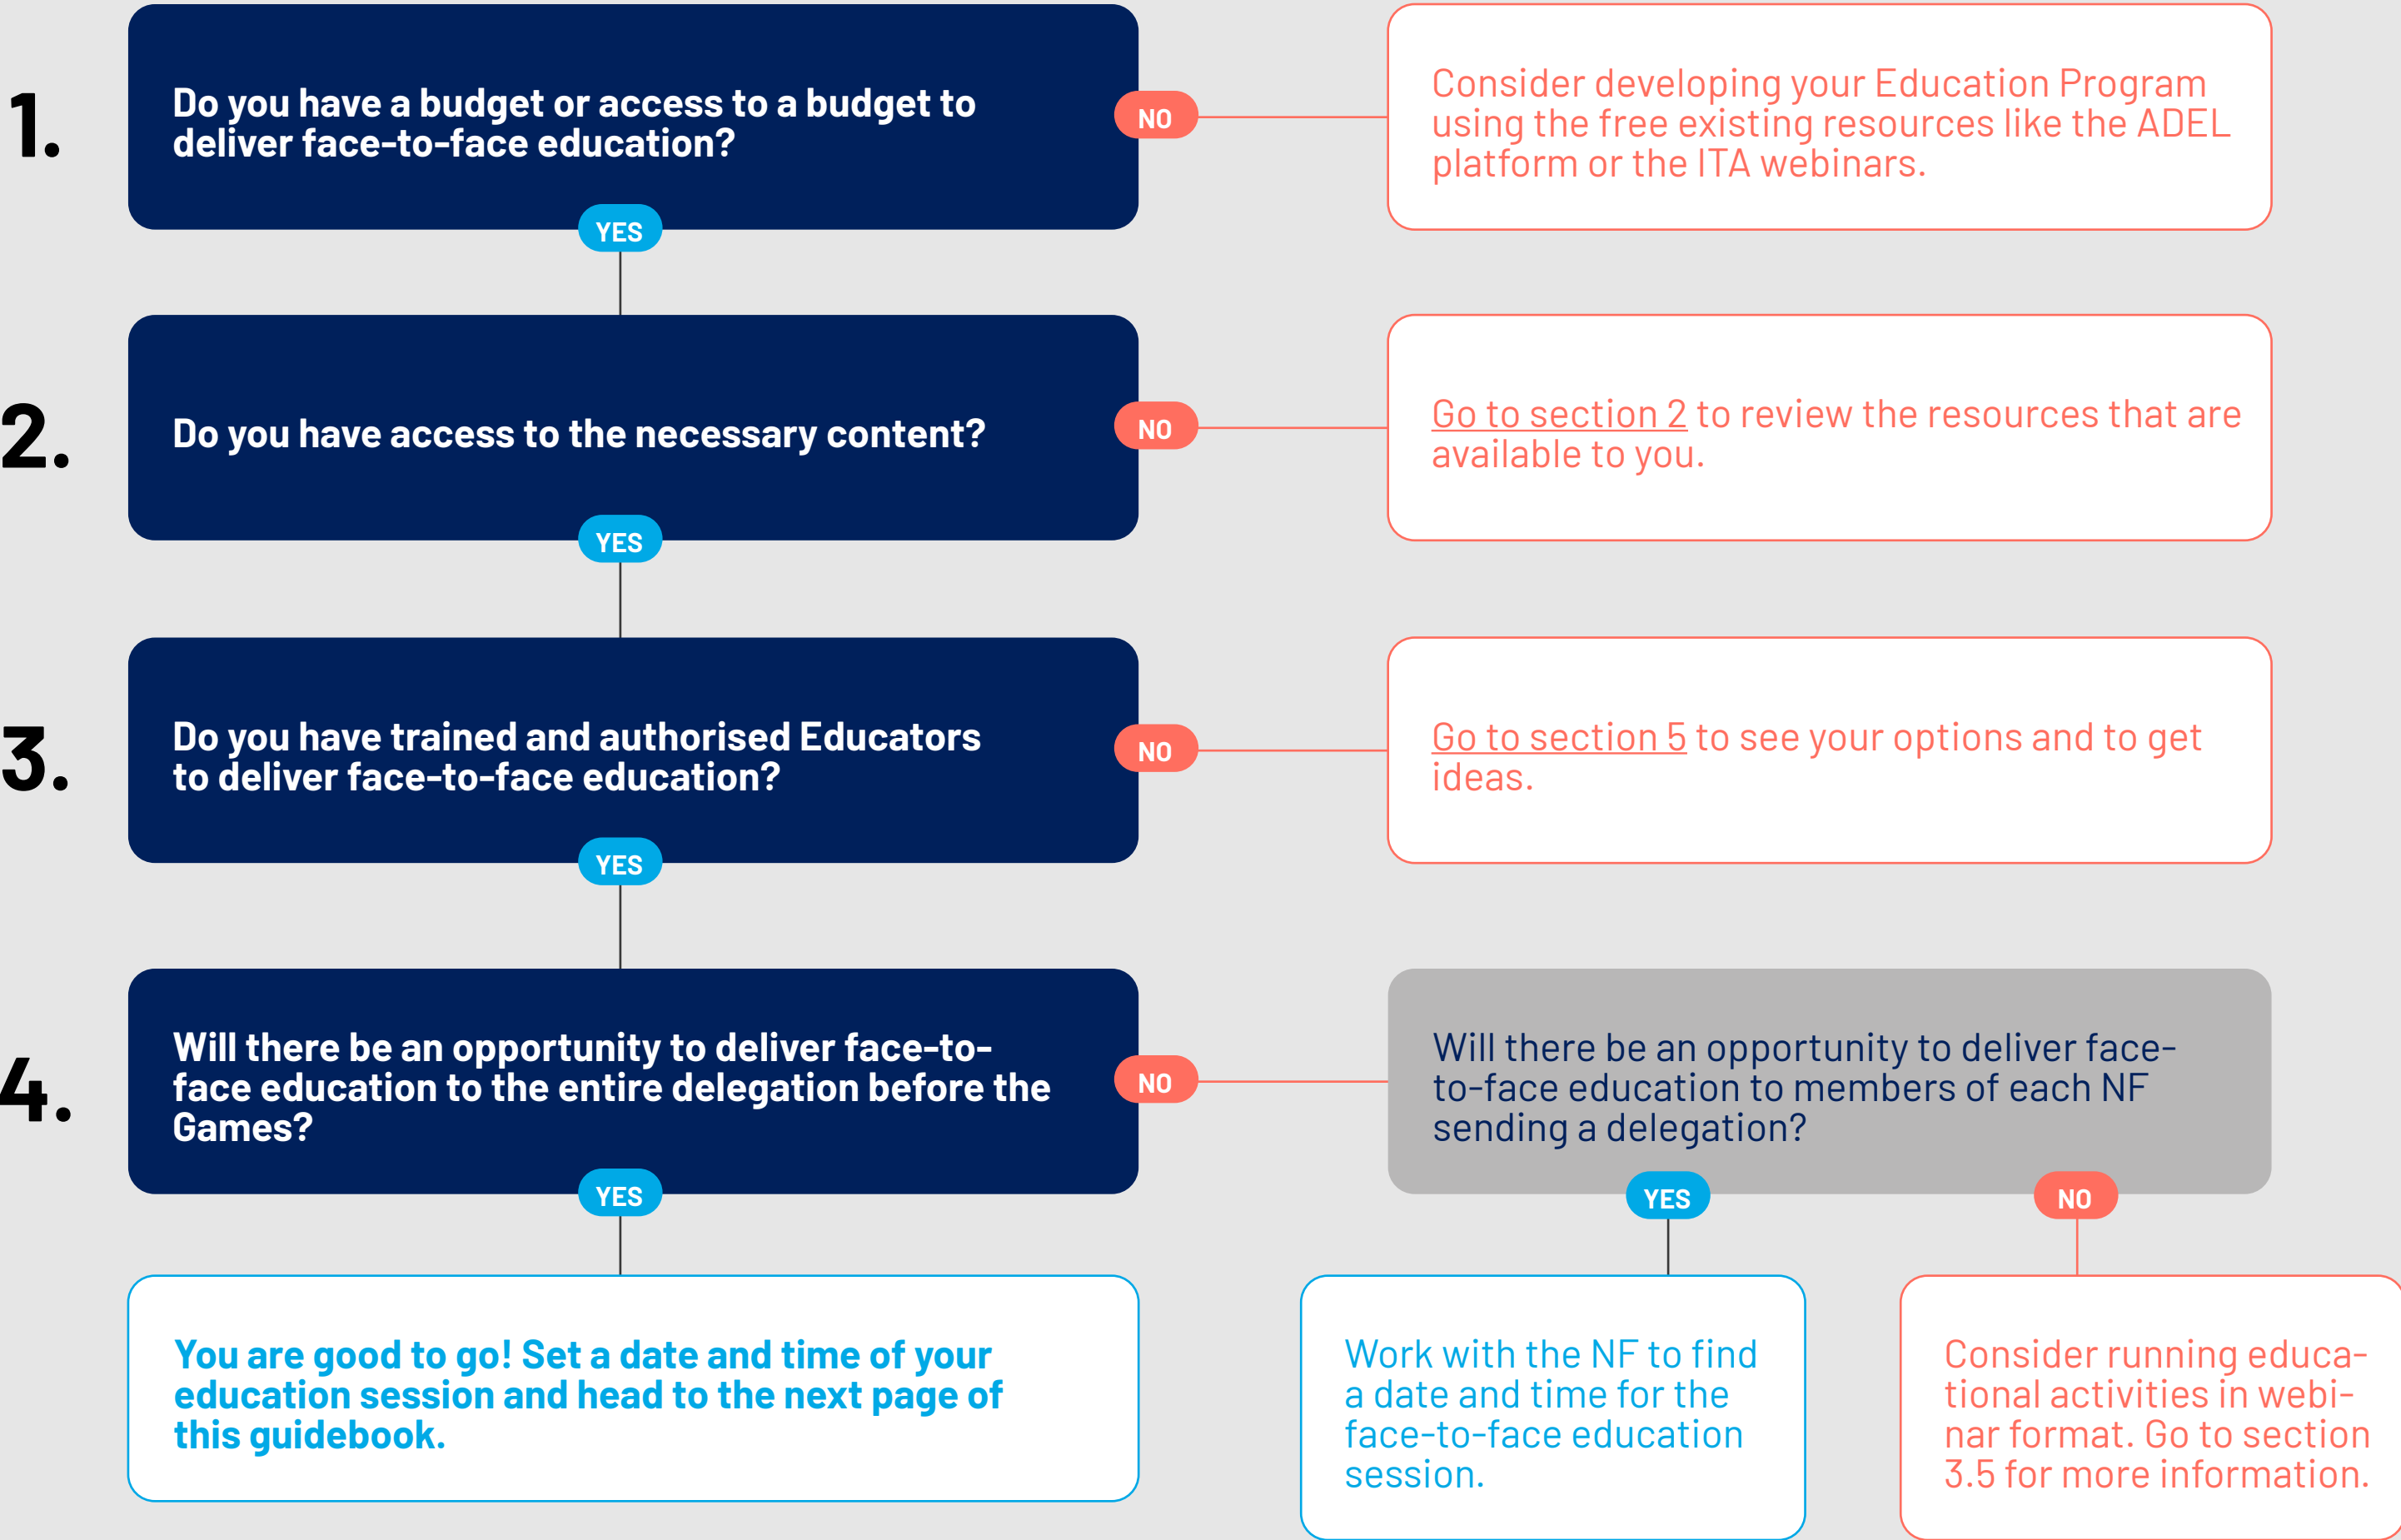 1.
Do you have a budget or access to a budget to
deliver face-to-face education?
NO
Consider developing your Education Program
using the free existing resources like the ADEL
platform or the ITA webinars.
YES
2.
Do you have access to the necessary content?
NO
Go to section 2 to review the resources that are
available to you.
YES
3.
Do you have trained and authorised Educators
to deliver face-to-face education?
NO
Go to section 5 to see your options and to get
ideas.
YES
4.
Will there be an opportunity to deliver face-to-
face education to the entire delegation before the
Games?
NO
Will there be an opportunity to deliver face-
to-face education to members of each NF
sending a delegation?
YES
YES
NO
You are good to go! Set a date and time of your
education session and head to the next page of
this guidebook.
Work with the NF to find
a date and time for the
face-to-face education
session.
Consider running educa-
tional activities in webi-
nar format. Go to section
3.5 for more information.